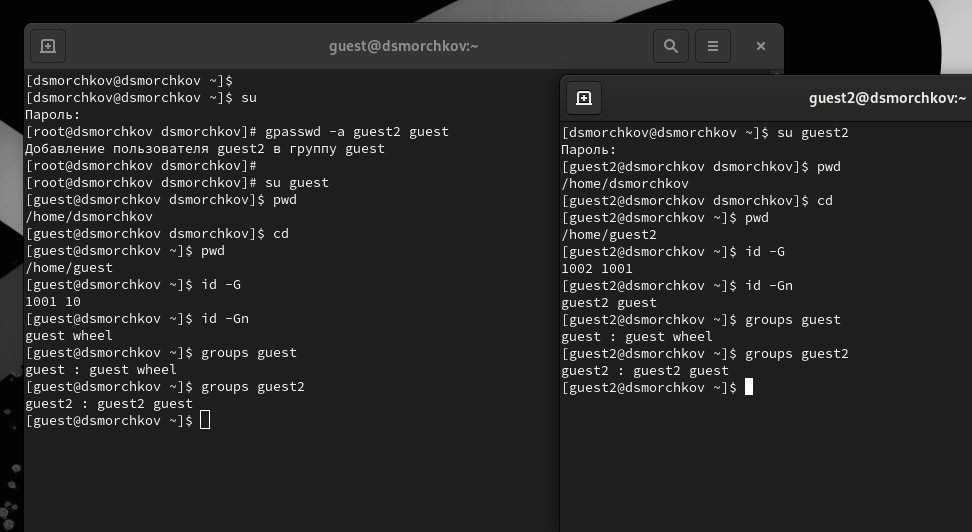 guest@dsmorchkov:~
[dsmorchkov@dsmorchkov ~]$
[dsmorchkov@dsmorchkov ~]$ su
Пароль:
[root@dsmorchkov dsmorchkov]# gpasswd -a guest2 guest
Добавление пользователя guest2 в группу guest
[root@dsmorchkov dsmorchkov]#
[root@dsmorchkov dsmorchkov]# su guest
[guest@dsmorchkov dsmorchkov]$ pwd
/home/dsmorchkov
[guest@dsmorchkov dsmorchkov]$ cd
[guest@dsmorchkov ~]$ pwd
/home/guest
[guest@dsmorchkov ~]$ id -G
1001 10
[guest@dsmorchkov ~]$ id -Gn
guest wheel
[guest@dsmorchkov ~]$ groups guest
guest : guest wheel
[guest@dsmorchkov ~]$ groups guest2
guest2 : guest2 guest
[guest@dsmorchkov ~]$
guest2@dsmorchkov:~
[dsmorchkov@dsmorchkov ~]$ su guest2
Пароль:
[guest2@dsmorchkov dsmorchkov]$ pwd
/home/dsmorchkov
[guest2@dsmorchkov dsmorchkov]$ cd
[guest2@dsmorchkov ~]$ pwd
/home/guest2
[guest2@dsmorchkov ~]$ id -G
1002 1001
[guest2@dsmorchkov ~]$ id -Gn
guest2 guest
[guest2@dsmorchkov ~]$ groups guest
guest : guest wheel
[guest2@dsmorchkov ~]$ groups guest2
guest2 : guest2 guest
[guest2@dsmorchkov ~]$